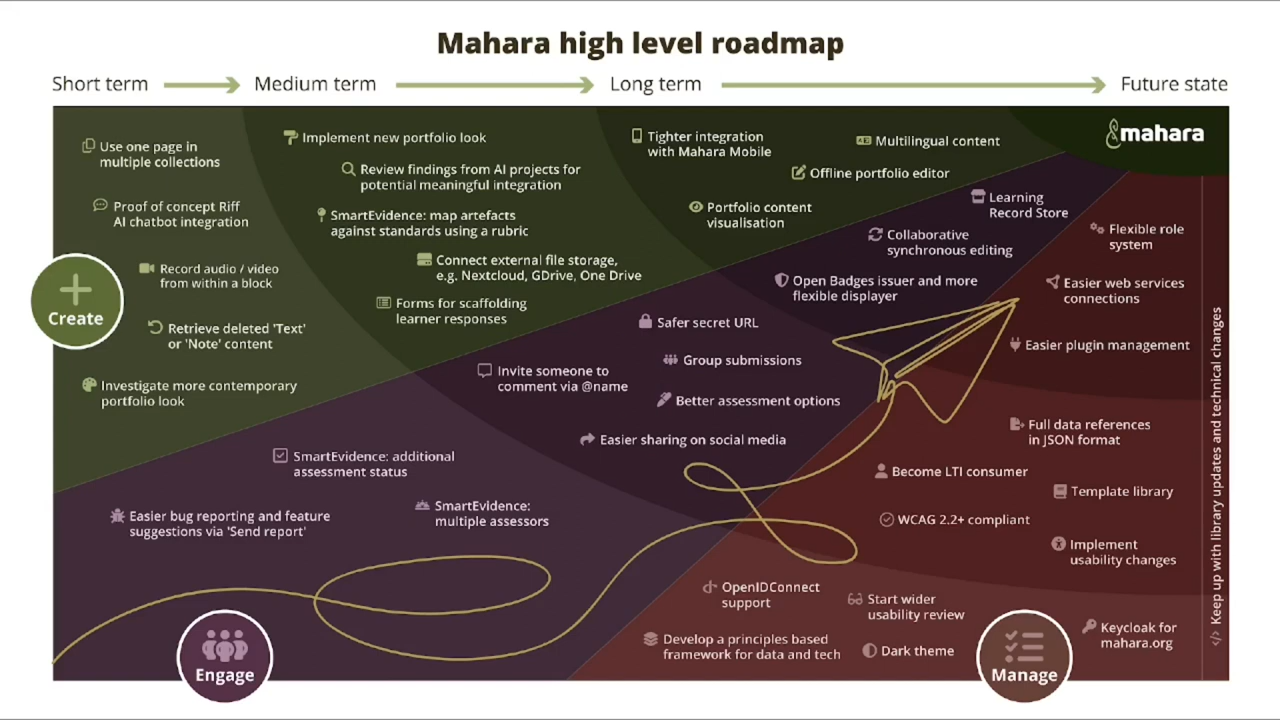 Mahara high level roadmap
Short term
Medium term
Long term
Future state
Use one page in
multiple collections
Proof of concept Riff
AI chatbot integration
Record audio / video
from within a block
Retrieve deleted 'Text'
or 'Note' content
Investigate more contemporary
portfolio look
Create
Implement new portfolio look
Review findings from AI projects for
potential meaningful integration
SmartEvidence: map artefacts
against standards using a rubric
Connect external file storage,
e.g. Nextcloud, GDrive, One Drive
Forms for scaffolding
learner responses
Tighter integration
with Mahara Mobile
Multilingual content
Offline portfolio editor
Portfolio content
visualisation
mahara
SmartEvidence: additional
assessment status
Easier bug reporting and feature
suggestions via 'Send report'
SmartEvidence:
multiple assessors
Engage
Invite someone to
comment via @name
Safer secret URL
Group submissions
Better assessment options
Easier sharing on social media
Learning
Record Store
Collaborative
synchronous editing
Open Badges issuer and more
flexible displayer
Flexible role
system
Easier web services
connections
Easier plugin management
Full data references
in JSON format
Become LTI consumer
Template library
WCAG 2.2+ compliant
Implement
usability changes
OpenIDConnect
support
Start wider
usability review
Develop a principles based
framework for data and tech
Dark theme
Keycloak for
mahara.org
Manage
Keep up with library updates and technical changes